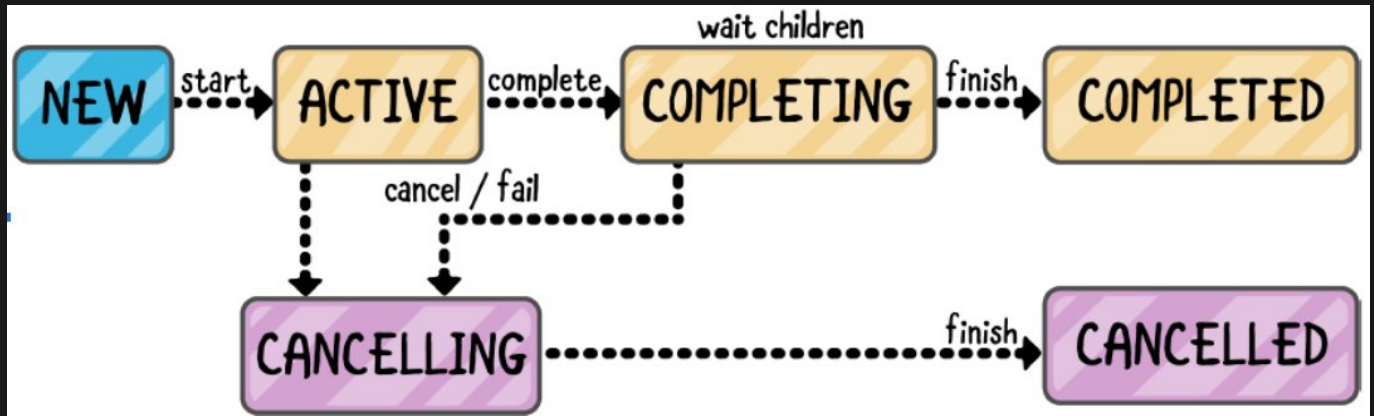 wait children
NEW start ACTIVE complete COMPLETING finish COMPLETED
cancel / fail
CANCELLING finish CANCELLED